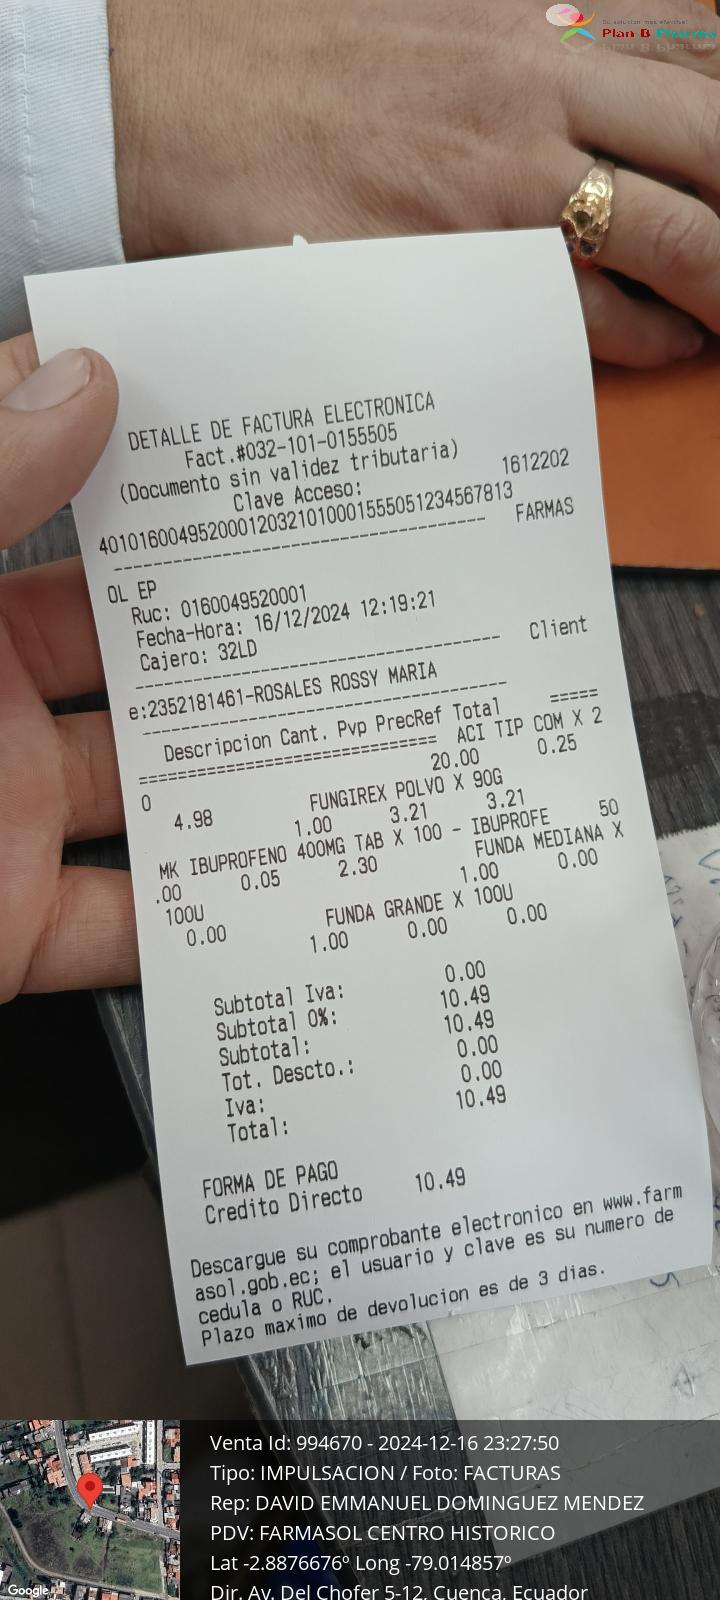 Su solucion mas efectiva!
Plan B Pharma
DETALLE DE FACTURA ELECTRONICA
Fact.#032-101-0155505
(Documento sin validez tributaria)
Clave Acceso: 1612202
401016004952000120321010001555051234567813
---------------------------------------- FARMAS
OL EP
Ruc: 0160049520001
Fecha-Hora: 16/12/2024 12:19:21
Cajero: 32LD
---------------------------------------- Client
e:2352181461-ROSALES ROSSY MARIA
----------------------------------------
Descripcion Cant. Pvp PrecRef Total =====
=============================== ACI TIP COM X 2
0 20.00 0.25
4.98 FUNGIREX POLVO X 90G
1.00 3.21 3.21
MK IBUPROFENO 400MG TAB X 100 - IBUPROFE 50
.00 0.05 2.30 FUNDA MEDIANA X
100U 1.00 0.00
0.00 FUNDA GRANDE X 100U
1.00 0.00 0.00
Subtotal Iva: 0.00
Subtotal 0%: 10.49
Subtotal: 10.49
Tot. Descto.: 0.00
Iva: 0.00
Total: 10.49
FORMA DE PAGO
Credito Directo 10.49
Descargue su comprobante electronico en www.farm
asol.gob.ec; el usuario y clave es su numero de
cedula o RUC.
Plazo maximo de devolucion es de 3 dias.
Venta Id: 994670 - 2024-12-16 23:27:50
Tipo: IMPULSACION / Foto: FACTURAS
Rep: DAVID EMMANUEL DOMINGUEZ MENDEZ
PDV: FARMASOL CENTRO HISTORICO
Lat -2.8876676º Long -79.014857º
Dir. Av. Del Chofer 5-12, Cuenca, Ecuador
Google